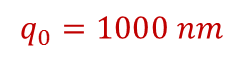 q₀ = 1000 nm